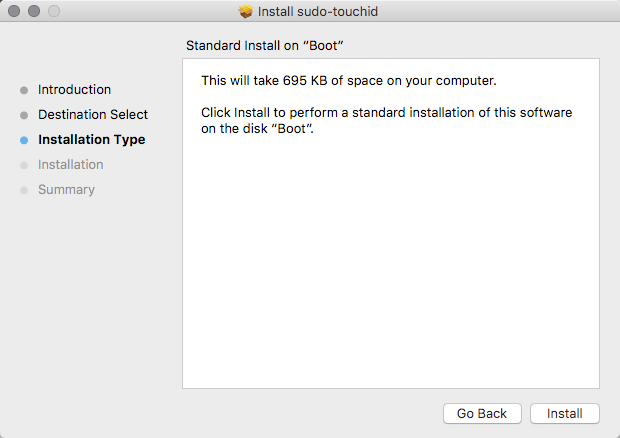 Install sudo-touchid
Standard Install on “Boot”
Introduction
Destination Select
Installation Type
Installation
Summary
This will take 695 KB of space on your computer.
Click Install to perform a standard installation of this software
on the disk “Boot”.
Go Back
Install